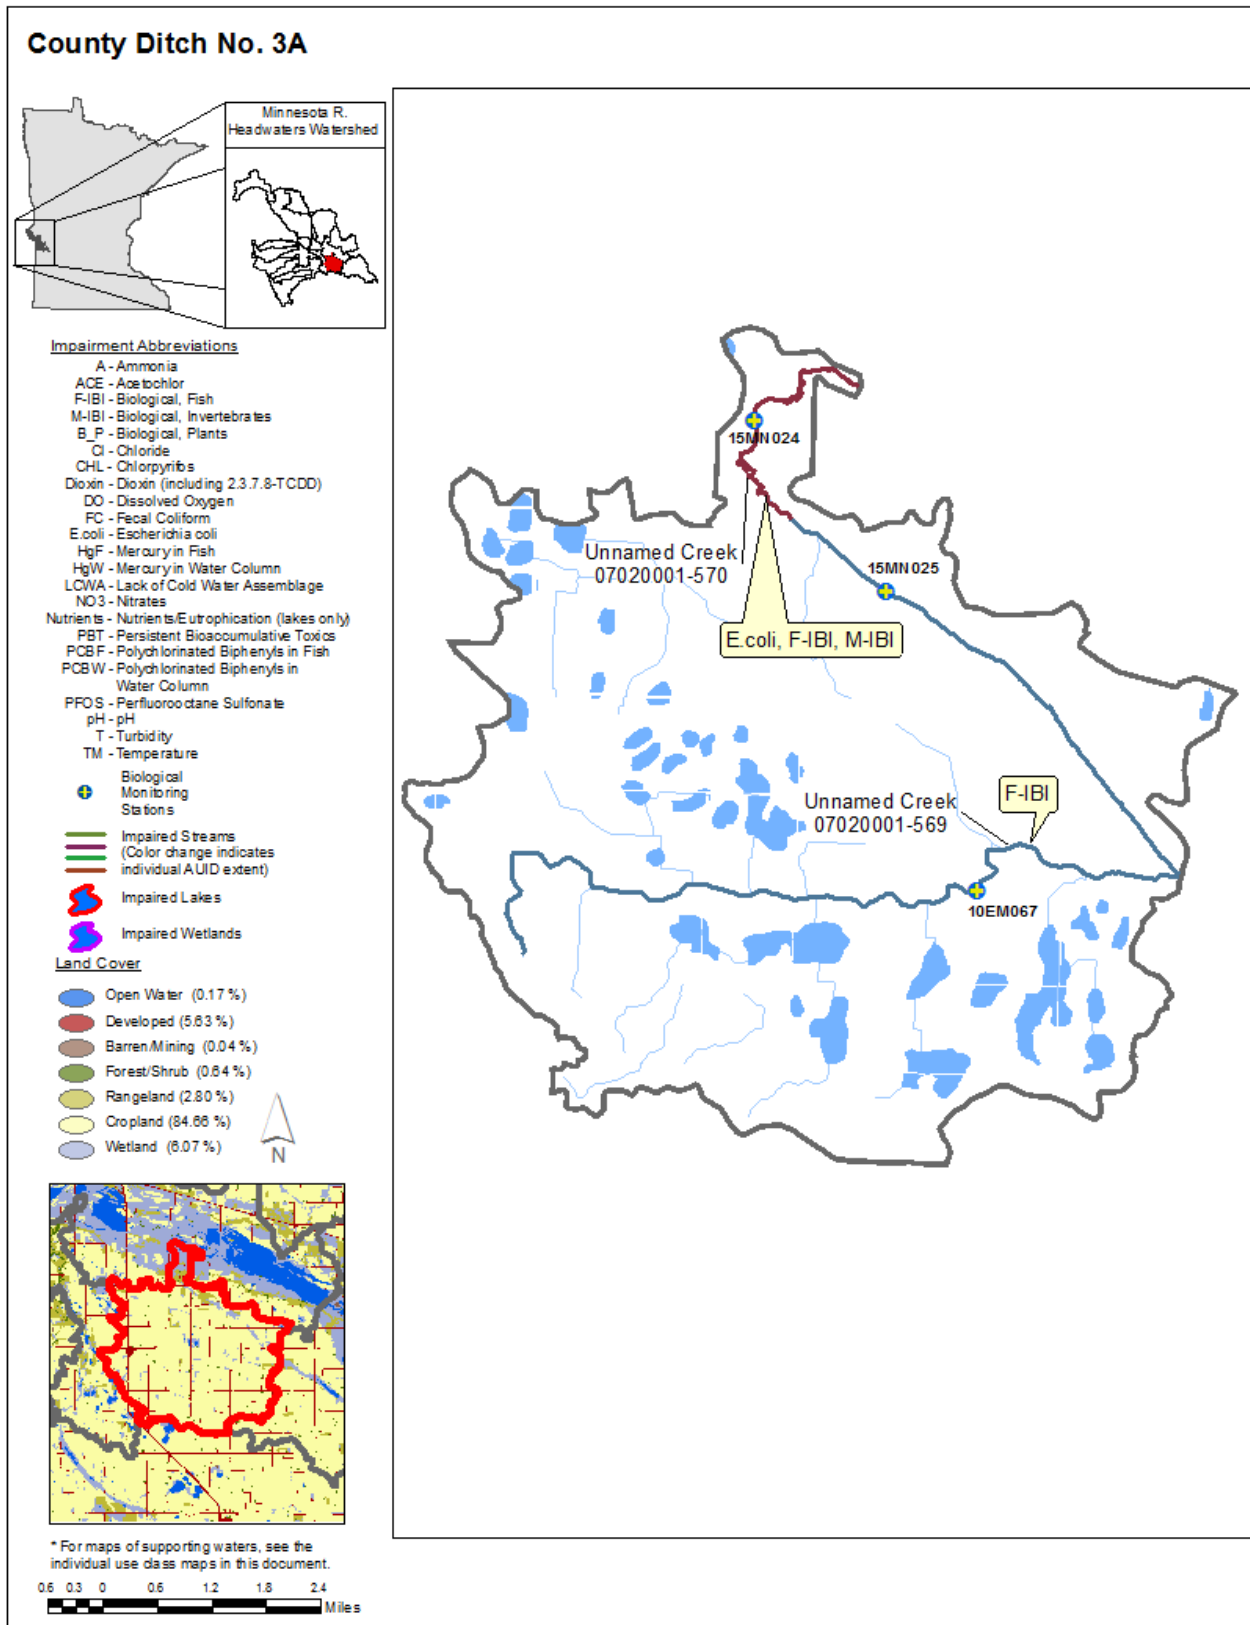 County Ditch No. 3A
Minnesota R.
Headwaters Watershed
Impairment Abbreviations
A - Ammonia
ACE - Acetochlor
F-IBI - Biological, Fish
M-IBI - Biological, Invertebrates
B_P - Biological, Plants
Cl - Chloride
CHL - Chlorpyrifos
Dioxin - Dioxin (including 2.3.7.8-TCDD)
DO - Dissolved Oxygen
FC - Fecal Coliform
E.coli - Escherichia coli
HgF - Mercury in Fish
HgW - Mercury in Water Column
LCWA - Lack of Cold Water Assemblage
NO3 - Nitrates
Nutrients - Nutrients/Eutrophication (lakes only)
PBT - Persistent Bioaccumulative Toxics
PCBF - Polychlorinated Biphenyls in Fish
PCBW - Polychlorinated Biphenyls in
Water Column
PFOS - Perfluorooctane Sulfonate
pH - pH
T - Turbidity
TM - Temperature
Biological
Monitoring
Stations
Impaired Streams
(Color change indicates
individual AUID extent)
Impaired Lakes
Impaired Wetlands
Land Cover
Open Water (0.17 %)
Developed (5.63 %)
Barren/Mining (0.04 %)
Forest/Shrub (0.64 %)
Rangeland (2.80 %)
Cropland (84.66 %)
Wetland (6.07 %)
N
* For maps of supporting waters, see the
individual use class maps in this document.
0.6 0.3 0 0.6 1.2 1.8 2.4
Miles
15MN024
Unnamed Creek
07020001-570
15MN025
E.coli, F-IBI, M-IBI
Unnamed Creek
07020001-569
F-IBI
10EM067